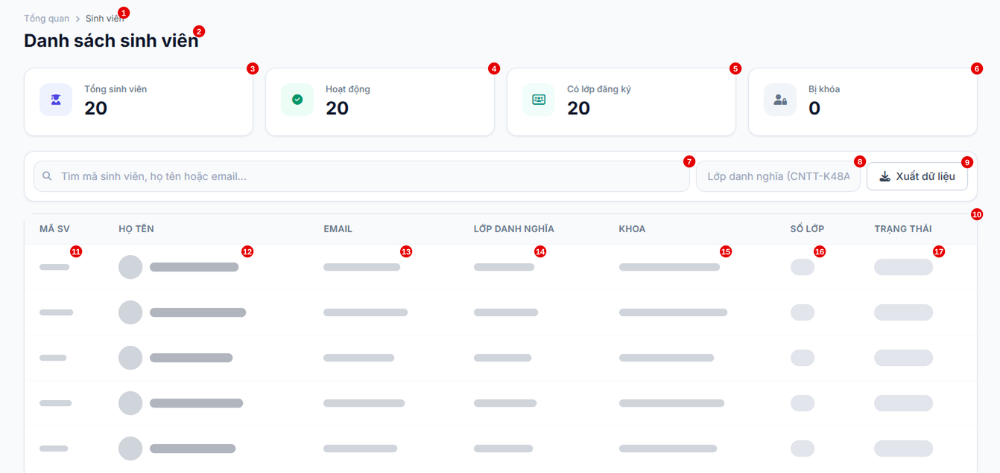 Tổng quan > Sinh viên 1
Danh sách sinh viên 2
3
Tổng sinh viên
20
4
Hoạt động
20
5
Có lớp đăng ký
20
6
Bị khóa
0
Tìm mã sinh viên, họ tên hoặc email... 7
Lớp danh nghĩa (CNTT-K48A 8
Xuất dữ liệu 9
10
MÃ SV HỌ TÊN EMAIL LỚP DANH NGHĨA KHOA SỐ LỚP TRẠNG THÁI
11 12 13 14 15 16 17